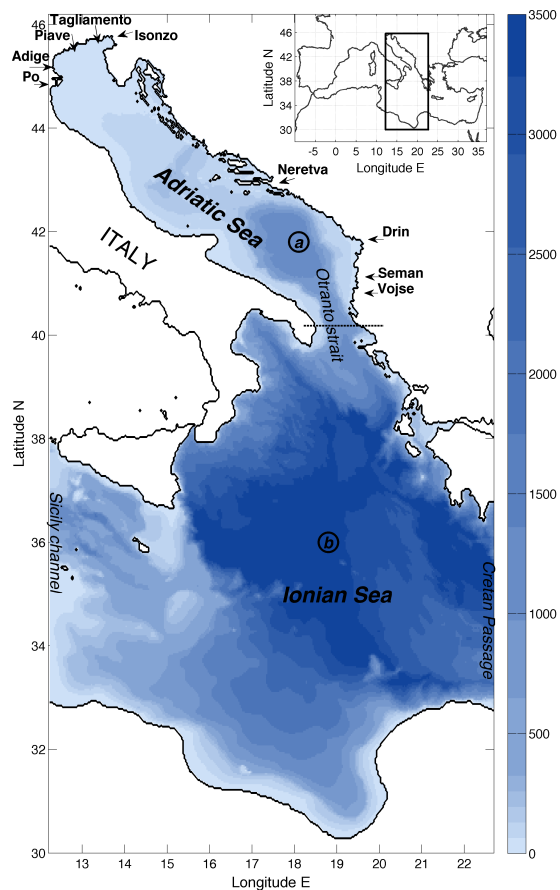 46
44
42
40
38
36
34
32
30
Latitude N
13
14
15
16
17
18
19
20
21
22
Longitude E
Tagliamento
Piave
Isonzo
Adige
Po
Neretva
Drin
Seman
Vojse
Adriatic Sea
a
ITALY
Otranto strait
b
Ionian Sea
Sicily channel
Cretan Passage
46
42
38
34
30
Latitude N
-5
0
5
10
15
20
25
30
35
Longitude E
3500
3000
2500
2000
1500
1000
500
0